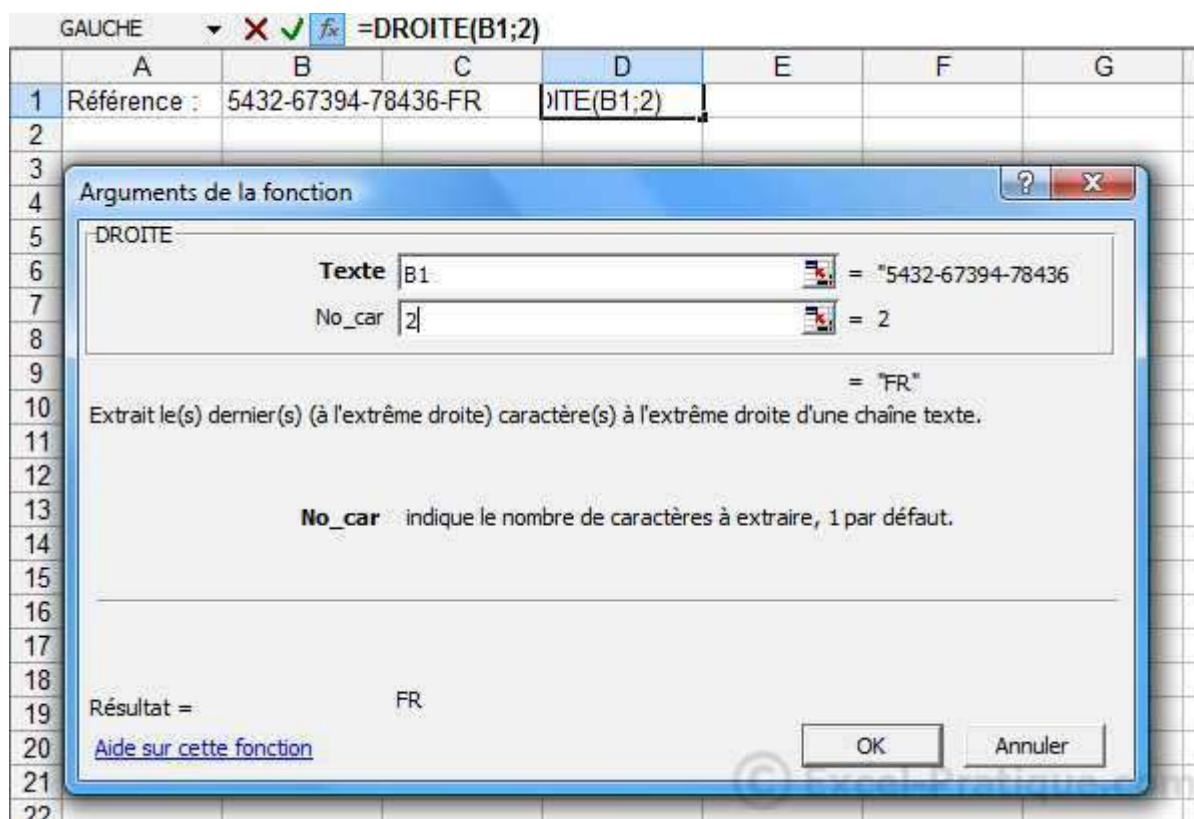 GAUCHE =DROITE(B1;2)
A B C D E F G
1 Référence : 5432-67394-78436-FR )ITE(B1;2)
2
3
Arguments de la fonction
4
5 DROITE
6 Texte B1 = "5432-67394-78436
7 No_car 2 = 2
8
9 = "FR"
10 Extrait le(s) dernier(s) (à l'extrême droite) caractère(s) à l'extrême droite d'une chaîne texte.
11
12
13 No_car indique le nombre de caractères à extraire, 1 par défaut.
14
15
16
17
18
19 Résultat = FR
20 Aide sur cette fonction OK Annuler
21 © Excel-Pratique.com
22